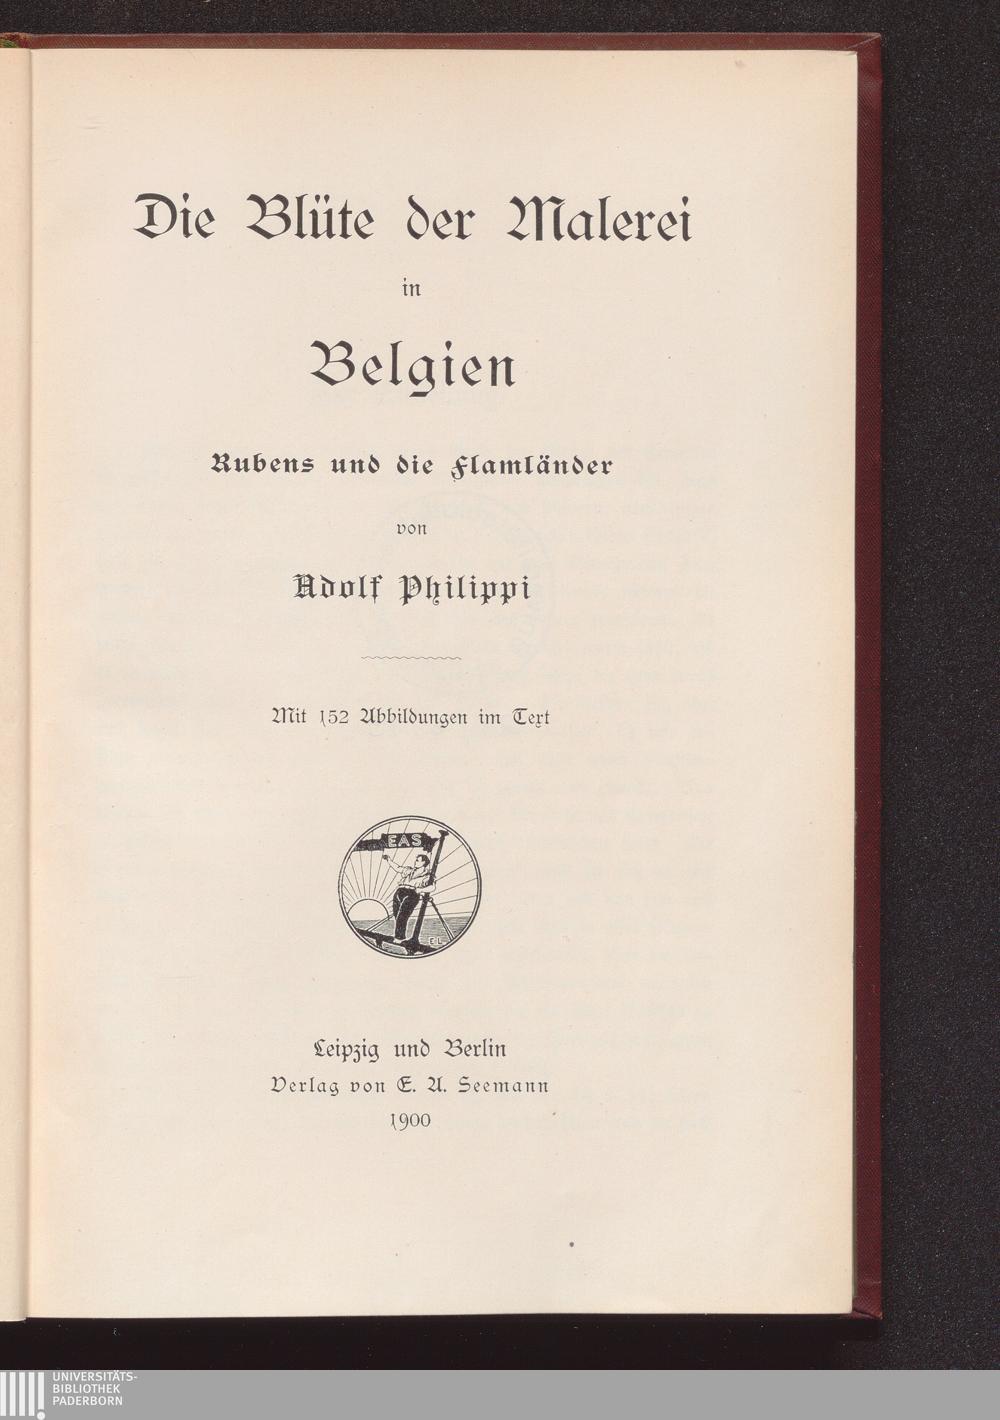 Die Blüte der Malerei
in
Belgien
Rubens und die Flamländer
von
Adolf Philippi
Mit 152 Abbildungen im Text
EAS
EL
Leipzig und Berlin
Verlag von E. A. Seemann
1900
UNIVERSITÄTS-
BIBLIOTHEK
PADERBORN